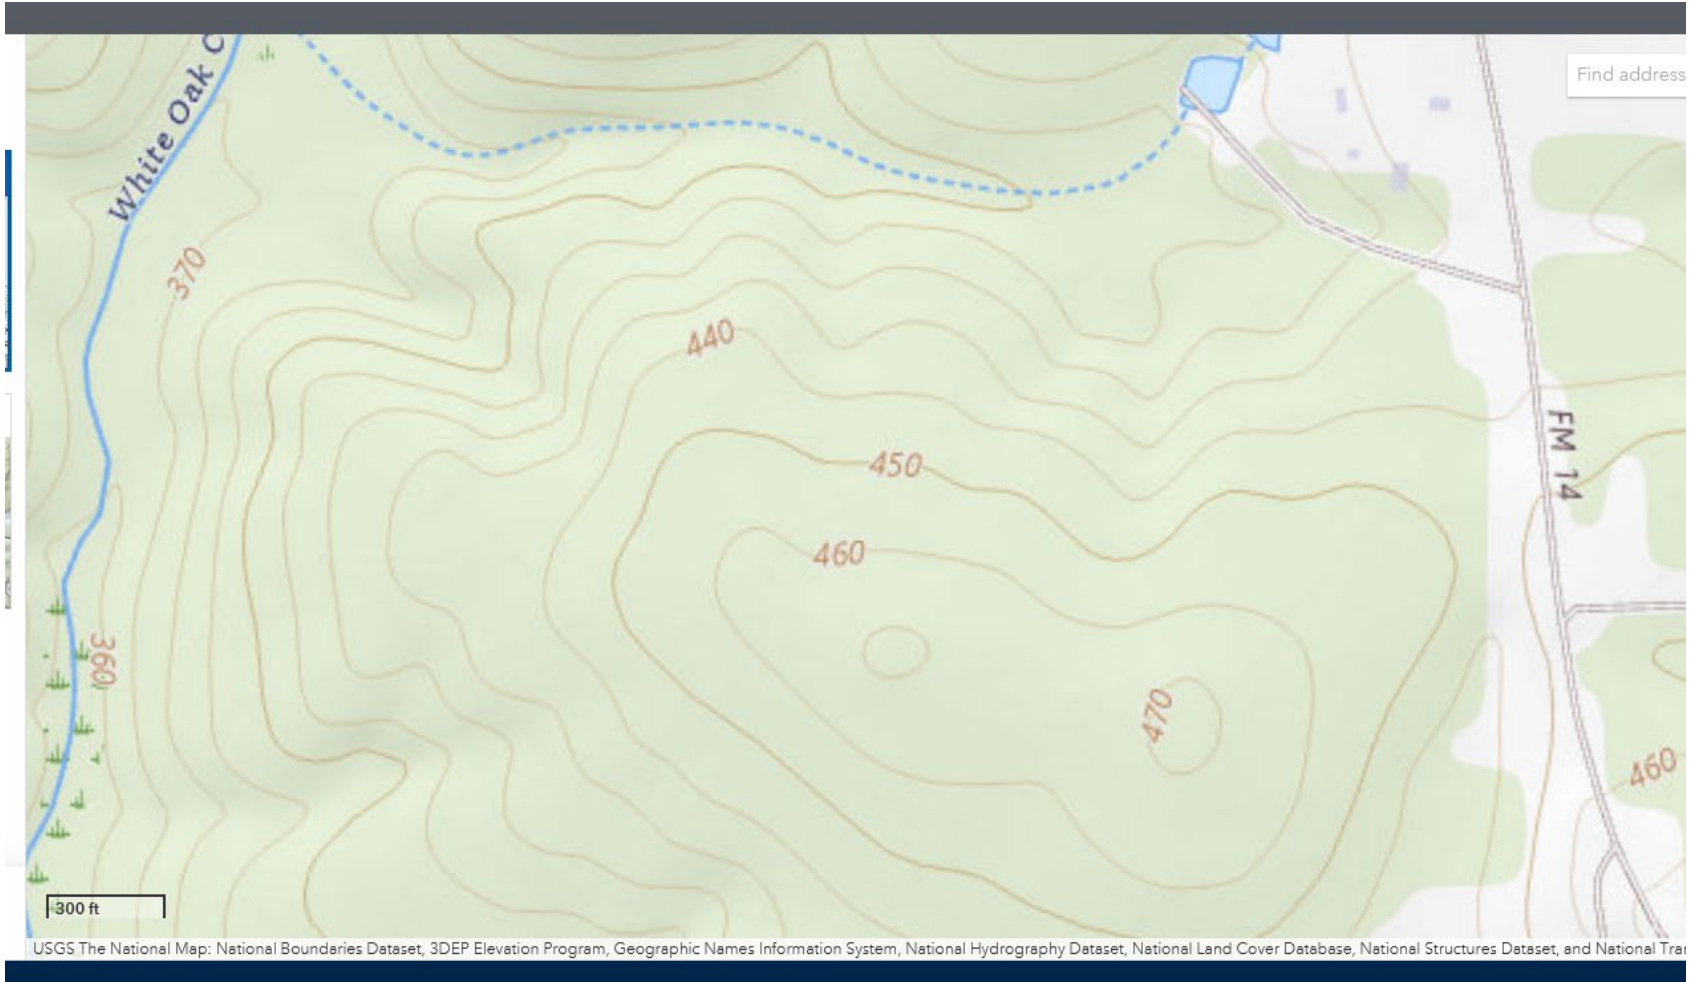 White Oak C
Find address
370
440
450
FM 14
460
360
470
460
300 ft
USGS The National Map: National Boundaries Dataset, 3DEP Elevation Program, Geographic Names Information System, National Hydrography Dataset, National Land Cover Database, National Structures Dataset, and National Tra